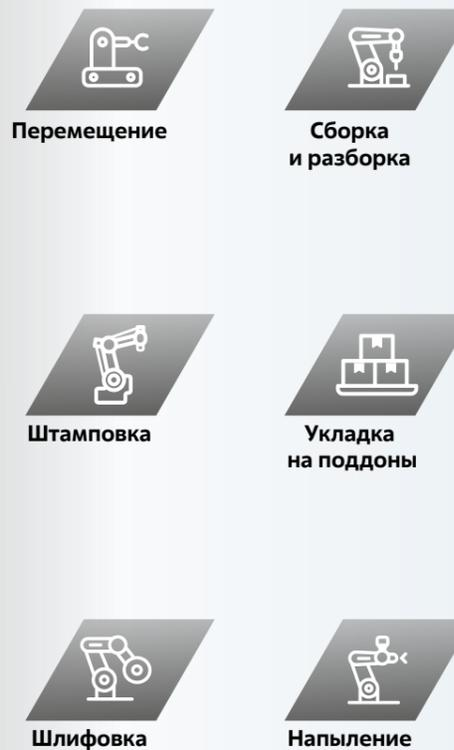 Перемещение
Сборка
и разборка
Штамповка
Укладка
на поддоны
Шлифовка
Напыление